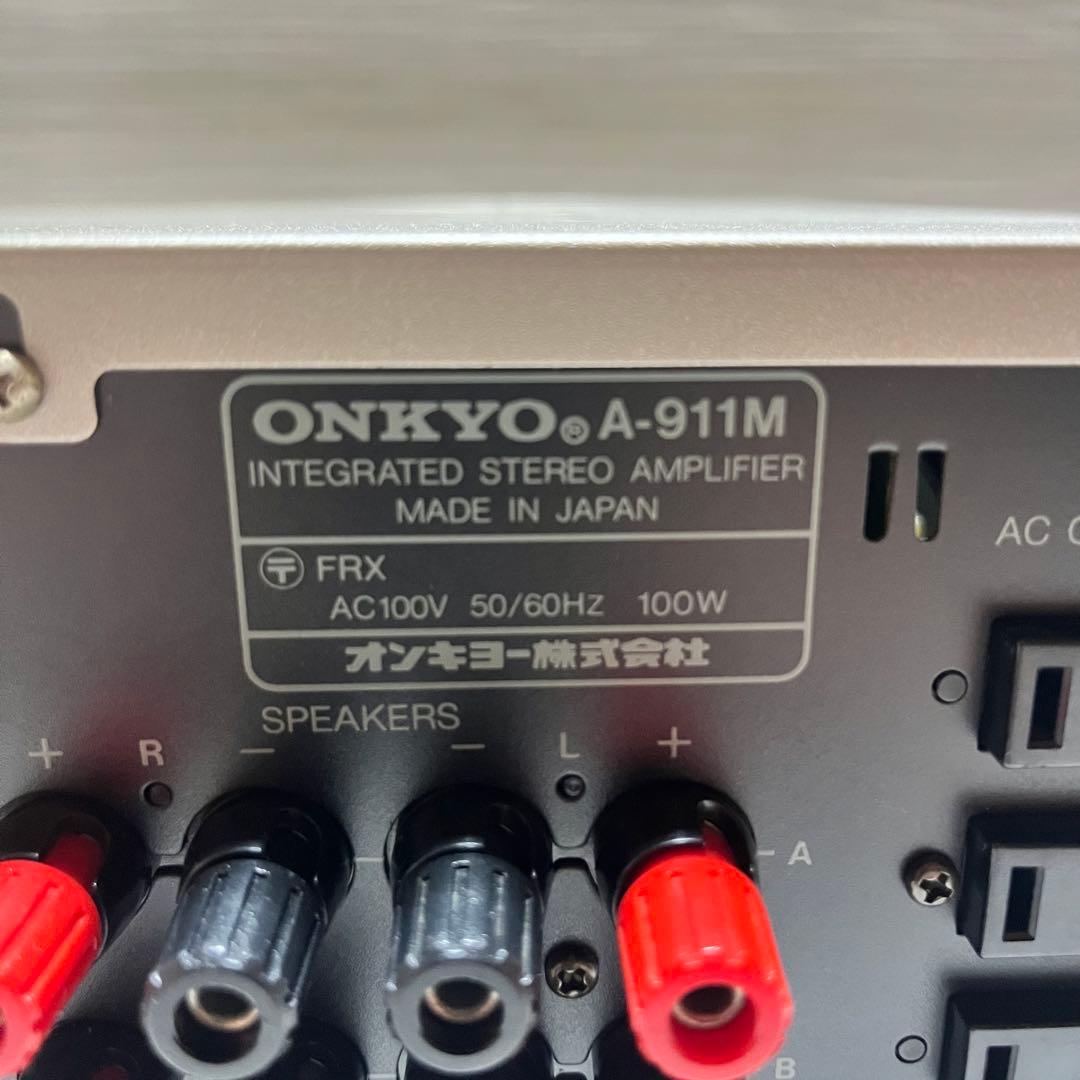 ONKYO® A-911M
INTEGRATED STEREO AMPLIFIER
MADE IN JAPAN
〶 FRX
AC100V 50/60Hz 100W
オンキヨー株式会社
AC
SPEAKERS
+ R − − L +
A
B